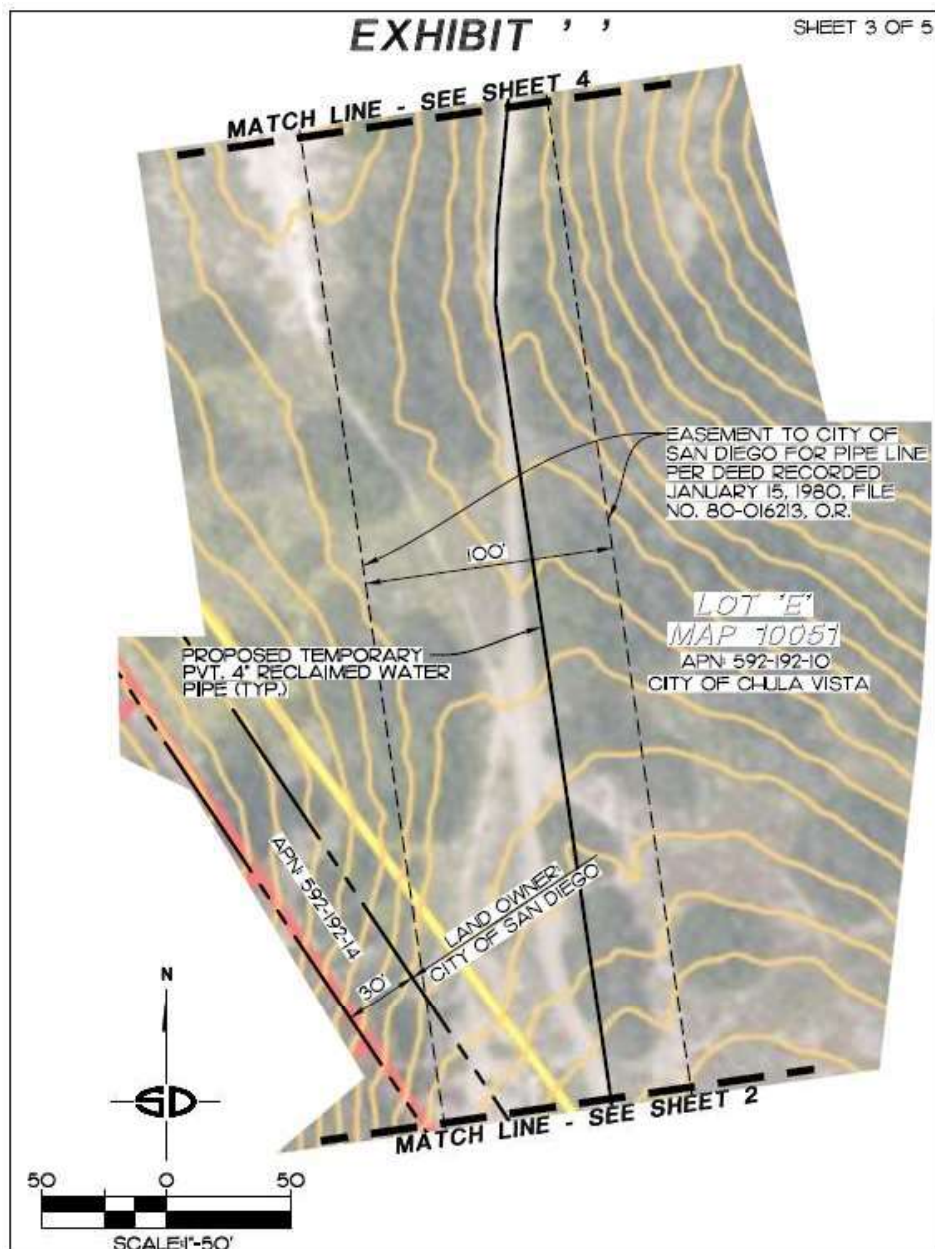 EXHIBIT ' '
SHEET 3 OF 5
MATCH LINE - SEE SHEET 4
EASEMENT TO CITY OF
SAN DIEGO FOR PIPE LINE
PER DEED RECORDED
JANUARY 15, 1980. FILE
NO. 80-016213, O.R.
100'
LOT 'E'
MAP 10051
APN: 592-192-10
CITY OF CHULA VISTA
PROPOSED TEMPORARY
PVT. 4" RECLAIMED WATER
PIPE (TYP.)
APN: 592-192-14
LAND OWNER:
CITY OF SAN DIEGO
30'
N
SD
MATCH LINE - SEE SHEET 2
50 0 50
SCALE:1"-50'